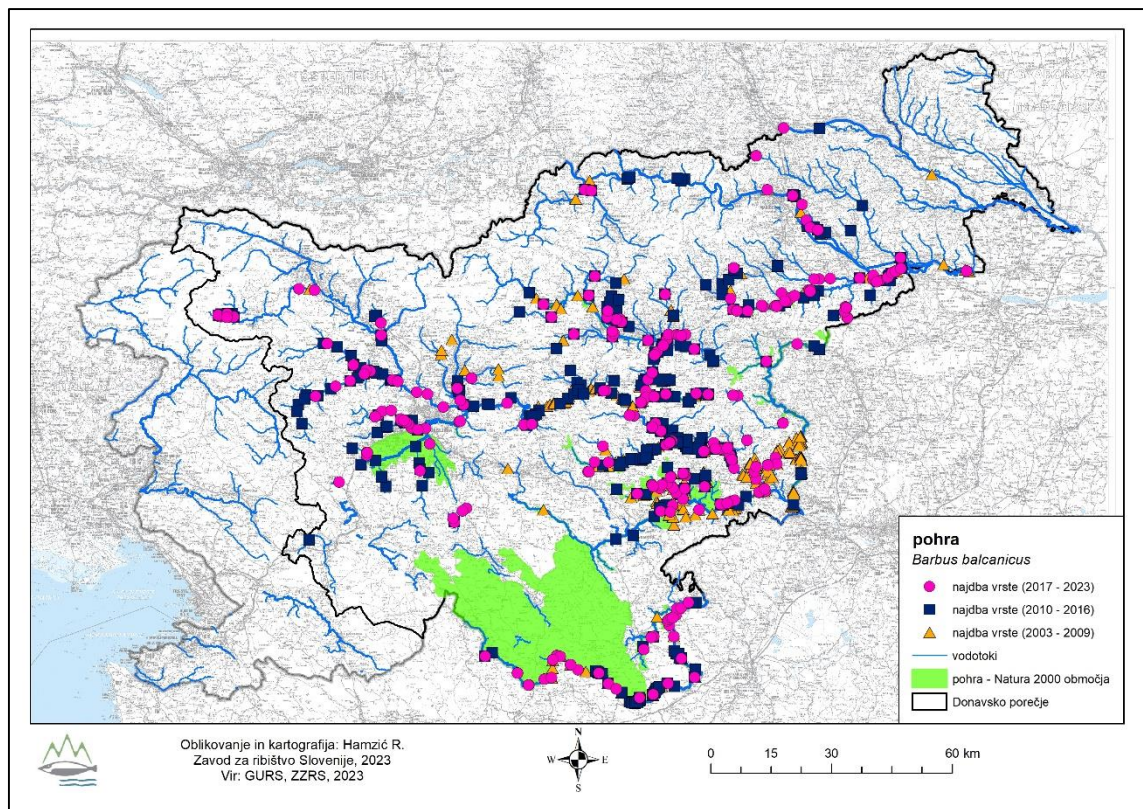 pohra
Barbus balcanicus
najdba vrste (2017 - 2023)
najdba vrste (2010 - 2016)
najdba vrste (2003 - 2009)
vodotoki
pohra - Natura 2000 območja
Donavsko porečje
Oblikovanje in kartografija: Hamzić R.
Zavod za ribištvo Slovenije, 2023
Vir: GURS, ZZRS, 2023
N
W E
S
0 15 30 60 km